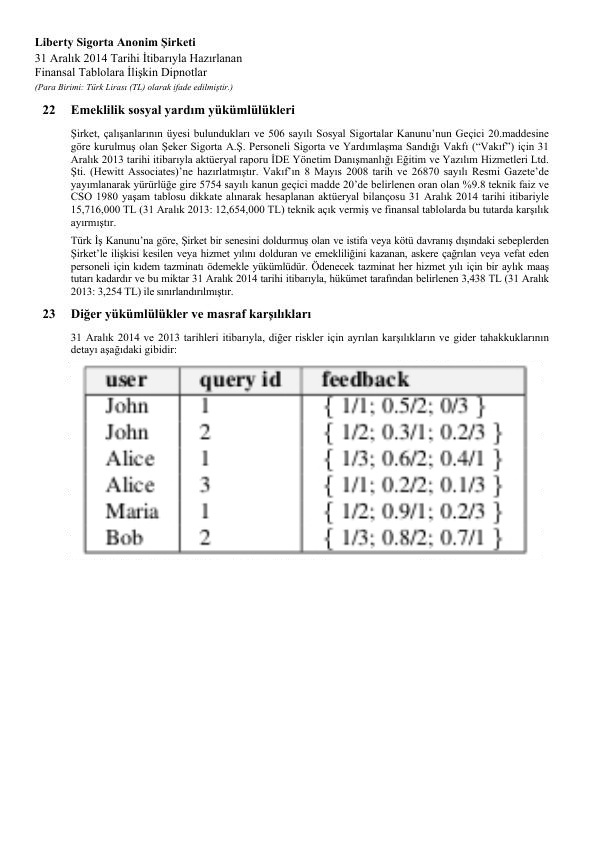 Liberty Sigorta Anonim Şirketi
31 Aralık 2014 Tarihi İtibarıyla Hazırlanan
Finansal Tablolara İlişkin Dipnotlar
(Para Birimi: Türk Lirası (TL) olarak ifade edilmiştir.)
22 Emeklilik sosyal yardım yükümlülükleri
Şirket, çalışanlarının üyesi bulundukları ve 506 sayılı Sosyal Sigortalar Kanunu’nun Geçici 20.maddesine
göre kurulmuş olan Şeker Sigorta A.Ş. Personeli Sigorta ve Yardımlaşma Sandığı Vakfı (“Vakıf”) için 31
Aralık 2013 tarihi itibarıyla aktüeryal raporu İDE Yönetim Danışmanlığı Eğitim ve Yazılım Hizmetleri Ltd.
Şti. (Hewitt Associates)’ne hazırlatmıştır. Vakıf’ın 8 Mayıs 2008 tarih ve 26870 sayılı Resmi Gazete’de
yayımlanarak yürürlüğe gire 5754 sayılı kanun geçici madde 20’de belirlenen oran olan %9.8 teknik faiz ve
CSO 1980 yaşam tablosu dikkate alınarak hesaplanan aktüeryal bilançosu 31 Aralık 2014 tarihi itibariyle
15,716,000 TL (31 Aralık 2013: 12,654,000 TL) teknik açık vermiş ve finansal tablolarda bu tutarda karşılık
ayırmıştır.
Türk İş Kanunu’na göre, Şirket bir senesini doldurmuş olan ve istifa veya kötü davranış dışındaki sebeplerden
Şirket’le ilişkisi kesilen veya hizmet yılını dolduran ve emekliliğini kazanan, askere çağrılan veya vefat eden
personeli için kıdem tazminatı ödemekle yükümlüdür. Ödenecek tazminat her hizmet yılı için bir aylık maaş
tutarı kadardır ve bu miktar 31 Aralık 2014 tarihi itibarıyla, hükümet tarafından belirlenen 3,438 TL (31 Aralık
2013: 3,254 TL) ile sınırlandırılmıştır.
23 Diğer yükümlülükler ve masraf karşılıkları
31 Aralık 2014 ve 2013 tarihleri itibarıyla, diğer riskler için ayrılan karşılıkların ve gider tahakkuklarının
detayı aşağıdaki gibidir:
user query id feedback
John 1 { 1/1; 0.5/2; 0/3 }
John 2 { 1/2; 0.3/1; 0.2/3 }
Alice 1 { 1/3; 0.6/2; 0.4/1 }
Alice 3 { 1/1; 0.2/2; 0.1/3 }
Maria 1 { 1/2; 0.9/1; 0.2/3 }
Bob 2 { 1/3; 0.8/2; 0.7/1 }